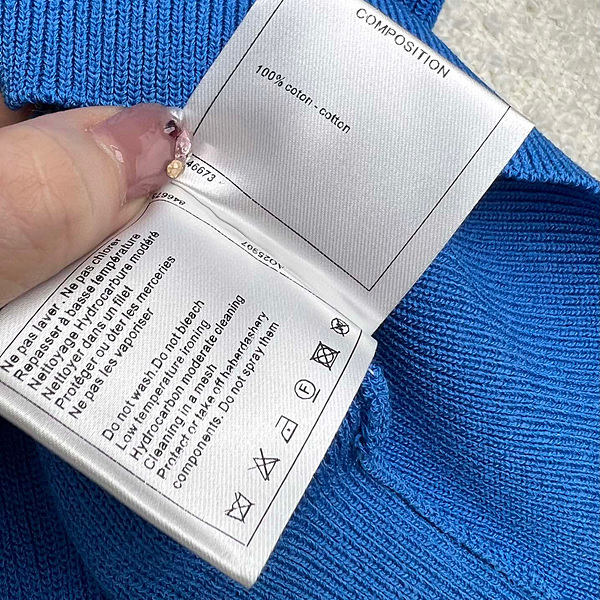 COMPOSITION
100% coton - cotton
46673
846673
AO25307
Ne pas laver. Ne pas chlorer
Repasser à basse température
Nettoyage Hydrocarbure modéré
Nettoyer dans un filet
Protéger ou ôter les merceries
Ne pas les vaporiser
Do not wash.Do not bleach
Low temperature ironing
Hydrocarbon moderate cleaning
Cleaning in a mesh
Protect or take off haberdashery
components. Do not spray them
F